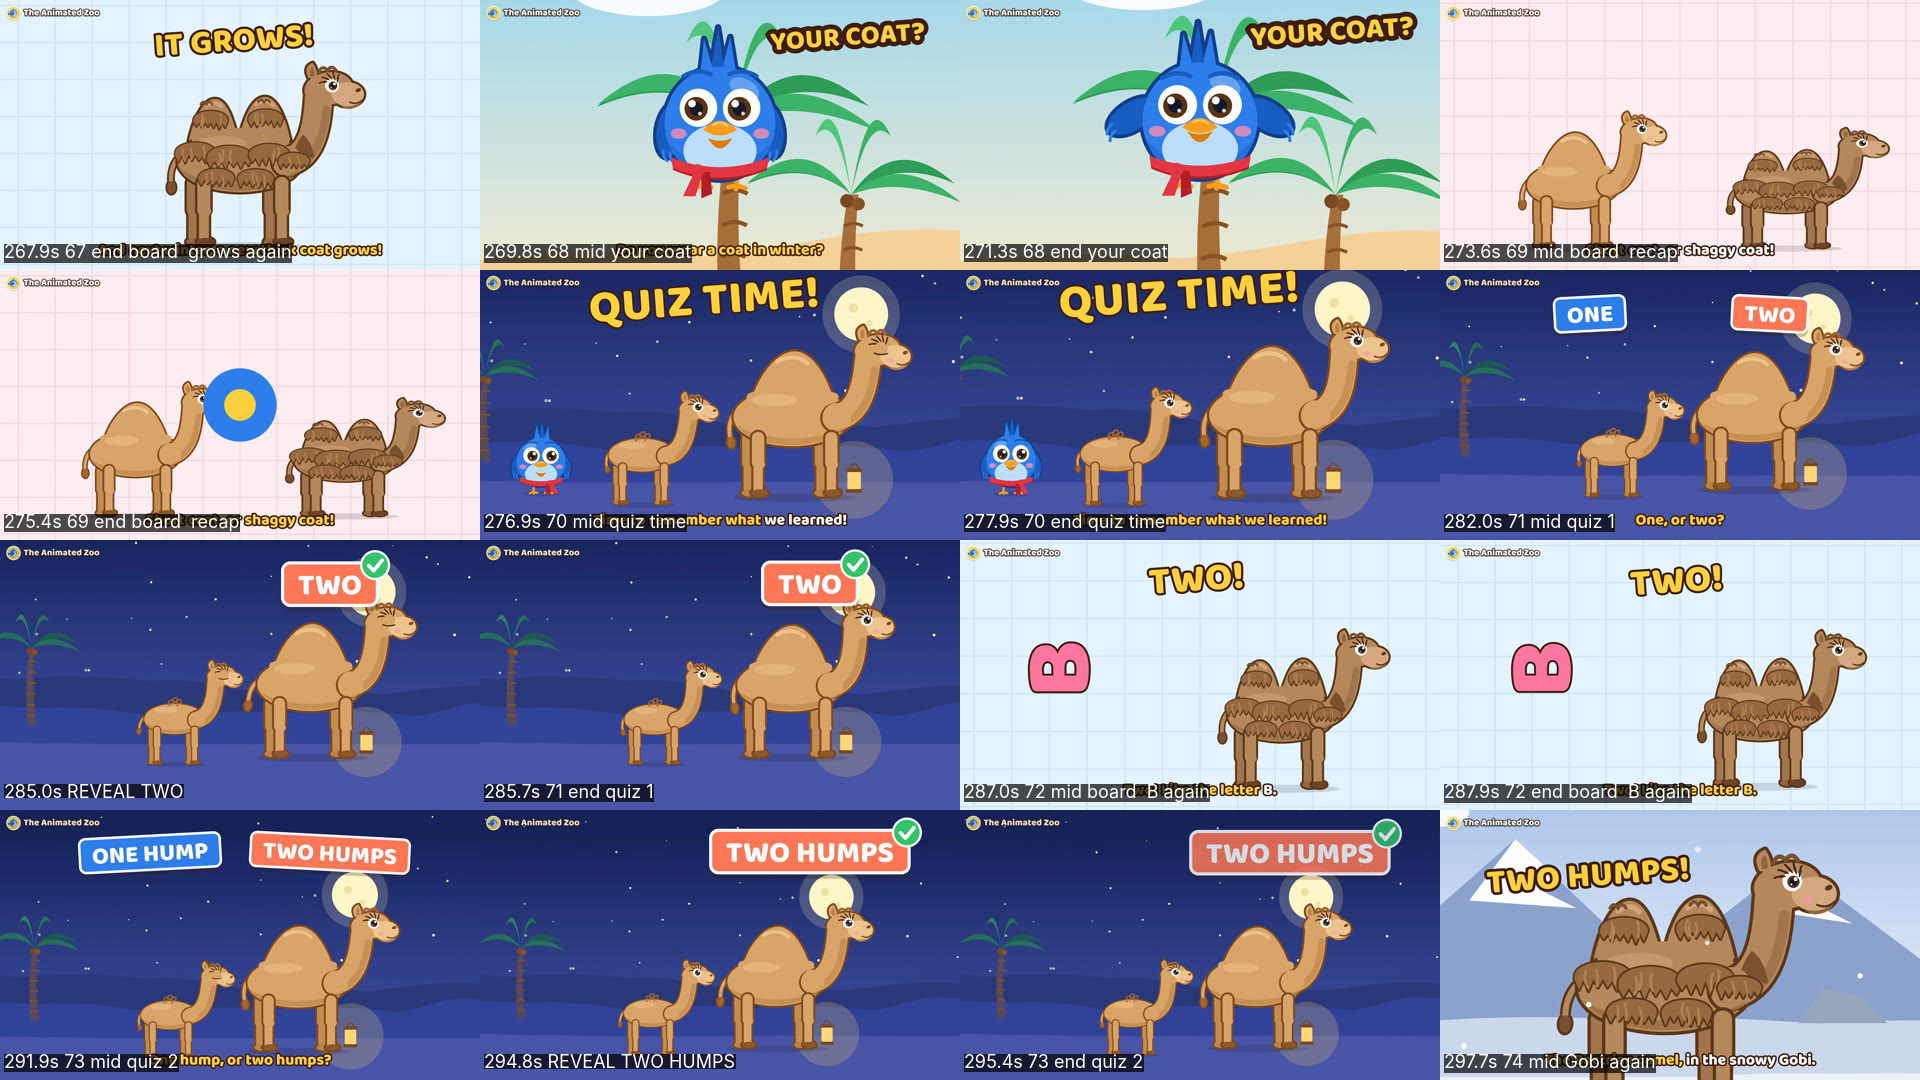 The Animated Zoo
IT GROWS!
267.9s 67 end board grows again
coat grows!
The Animated Zoo
YOUR COAT?
269.8s 68 mid your coat
ar a coat in winter?
The Animated Zoo
YOUR COAT?
271.3s 68 end your coat
The Animated Zoo
273.6s 69 mid board recap
r shaggy coat!
The Animated Zoo
275.4s 69 end board recap
shaggy coat!
The Animated Zoo
QUIZ TIME!
276.9s 70 mid quiz time
mber what we learned!
The Animated Zoo
QUIZ TIME!
277.9s 70 end quiz time
mber what we learned!
The Animated Zoo
ONE
TWO
282.0s 71 mid quiz 1
One, or two?
The Animated Zoo
TWO
285.0s REVEAL TWO
The Animated Zoo
TWO
285.7s 71 end quiz 1
The Animated Zoo
TWO!
B
287.0s 72 mid board B again
letter B.
The Animated Zoo
TWO!
B
287.9s 72 end board B again
e letter B.
The Animated Zoo
ONE HUMP
TWO HUMPS
291.9s 73 mid quiz 2
hump, or two humps?
The Animated Zoo
TWO HUMPS
294.8s REVEAL TWO HUMPS
The Animated Zoo
TWO HUMPS
295.4s 73 end quiz 2
The Animated Zoo
TWO HUMPS!
297.7s 74 mid Gobi again
mel, in the snowy Gobi.